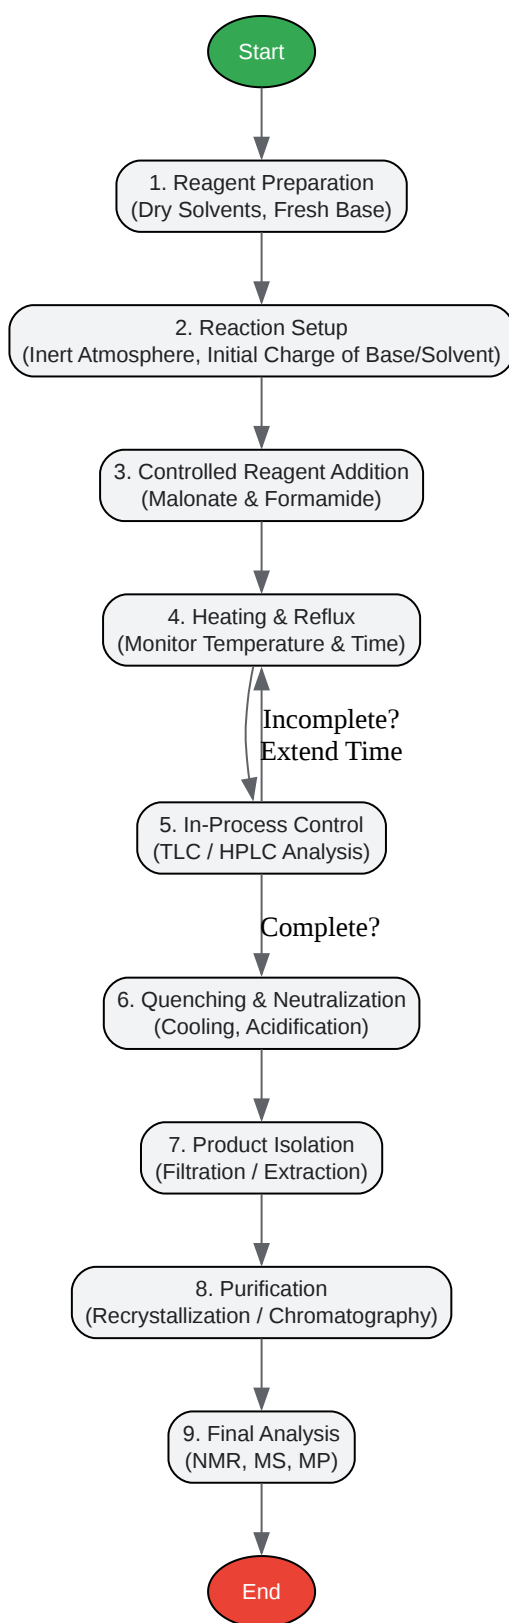 Start
1. Reagent Preparation
(Dry Solvents, Fresh Base)
2. Reaction Setup
(Inert Atmosphere, Initial Charge of Base/Solvent)
3. Controlled Reagent Addition
(Malonate & Formamide)
4. Heating & Reflux
(Monitor Temperature & Time)
Incomplete?
Extend Time
5. In-Process Control
(TLC / HPLC Analysis)
Complete?
6. Quenching & Neutralization
(Cooling, Acidification)
7. Product Isolation
(Filtration / Extraction)
8. Purification
(Recrystallization / Chromatography)
9. Final Analysis
(NMR, MS, MP)
End